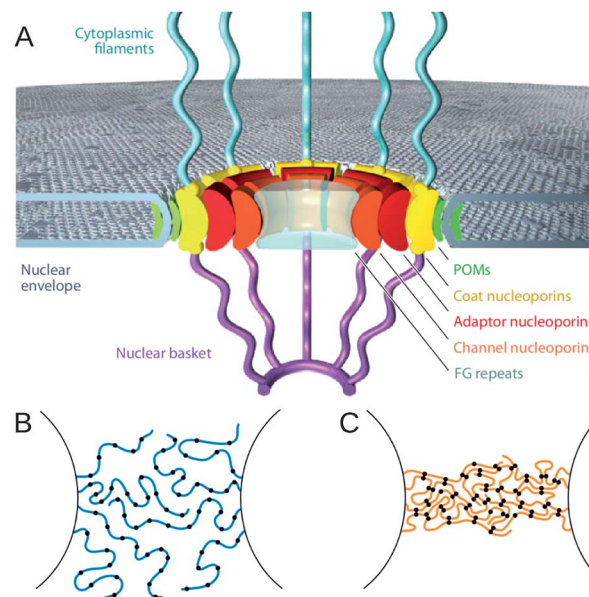 A
Cytoplasmic
filaments
Nuclear
envelope
Nuclear basket
POMs
Coat nucleoporins
Adaptor nucleoporin
Channel nucleoporin
FG repeats
B
C